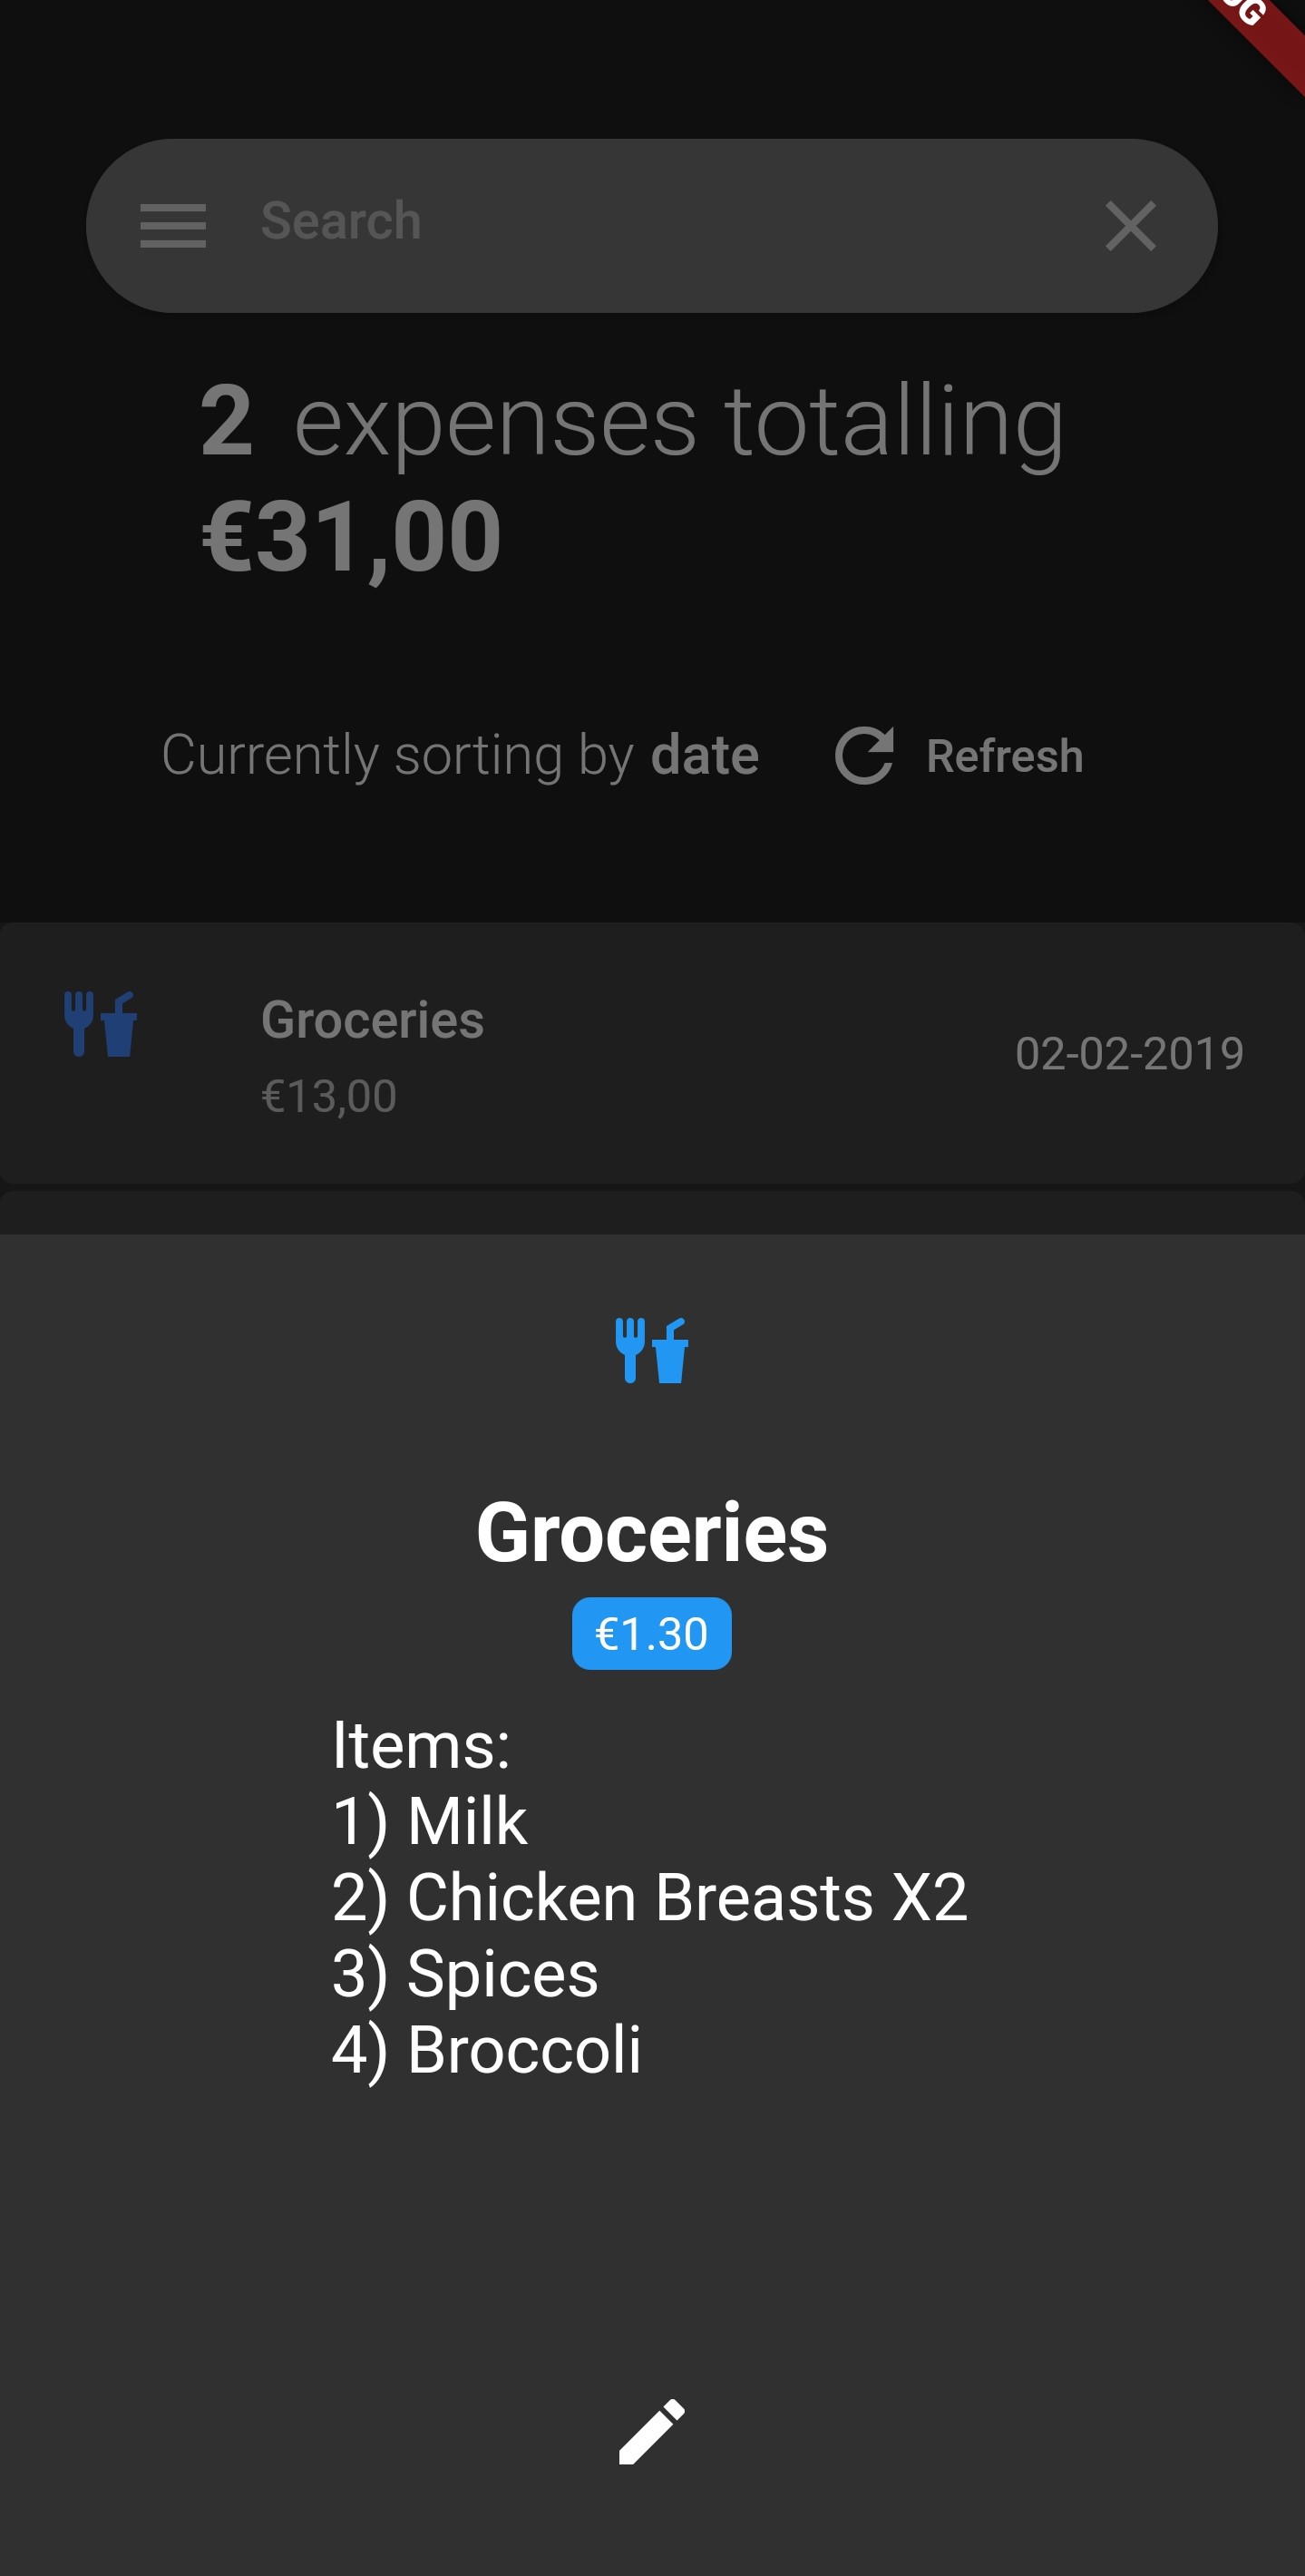 Search
2 expenses totalling
€31,00
Currently sorting by date Refresh
Groceries
€13,00
02-02-2019
Groceries
€1.30
Items:
1) Milk
2) Chicken Breasts X2
3) Spices
4) Broccoli